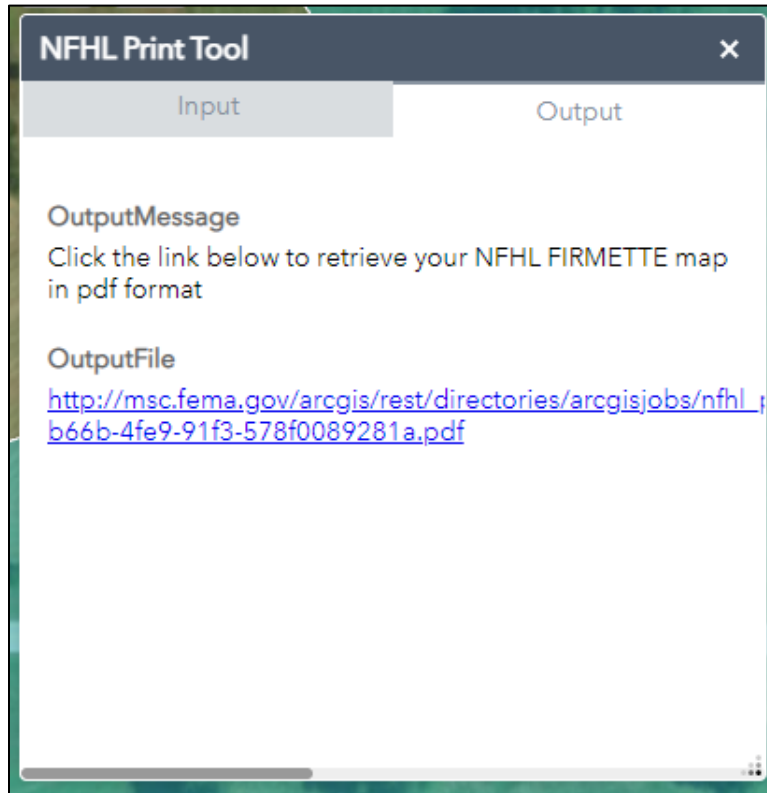 NFHL Print Tool ×
Input Output
OutputMessage
Click the link below to retrieve your NFHL FIRMETTE map
in pdf format
OutputFile
http://msc.fema.gov/arcgis/rest/directories/arcgisjobs/nfhl_p
b66b-4fe9-91f3-578f0089281a.pdf